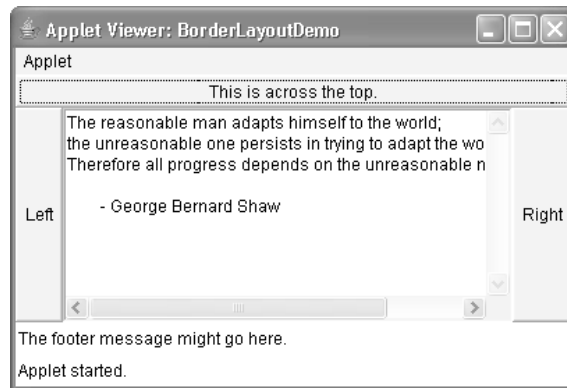 Applet Viewer: BorderLayoutDemo
Applet
This is across the top.
The reasonable man adapts himself to the world;
the unreasonable one persists in trying to adapt the wo
Therefore all progress depends on the unreasonable n
- George Bernard Shaw
Left
Right
The footer message might go here.
Applet started.